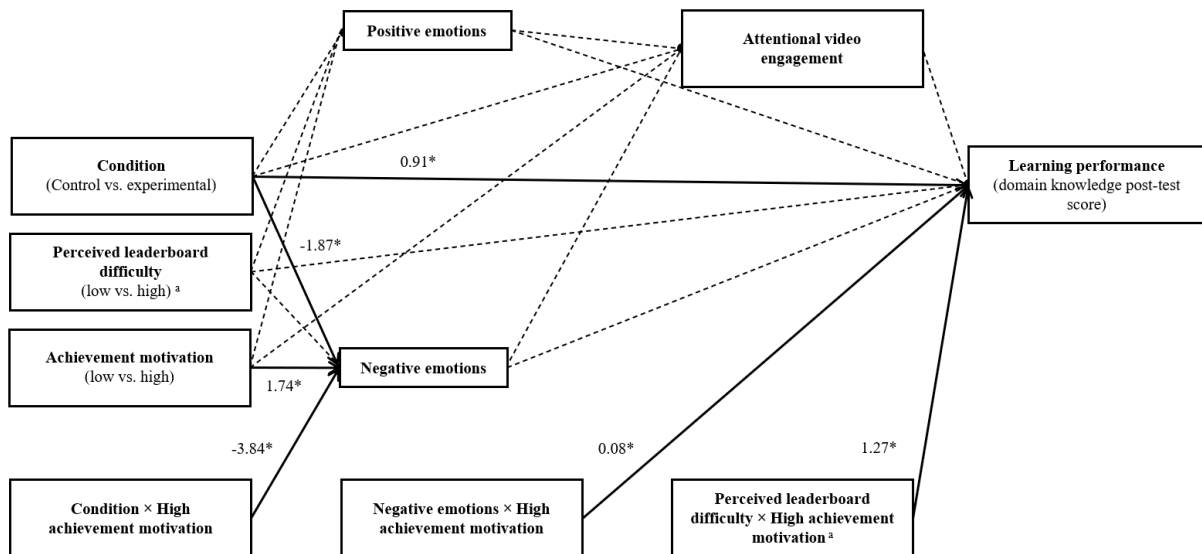 Positive emotions
Attentional video
engagement
Condition
(Control vs. experimental)
0.91*
Learning performance
(domain knowledge post-test
score)
Perceived leaderboard
difficulty
(low vs. high) ᵃ
-1.87*
Achievement motivation
(low vs. high)
1.74*
Negative emotions
-3.84*
0.08*
1.27*
Condition × High
achievement motivation
Negative emotions × High
achievement motivation
Perceived leaderboard
difficulty × High achievement
motivation ᵃ